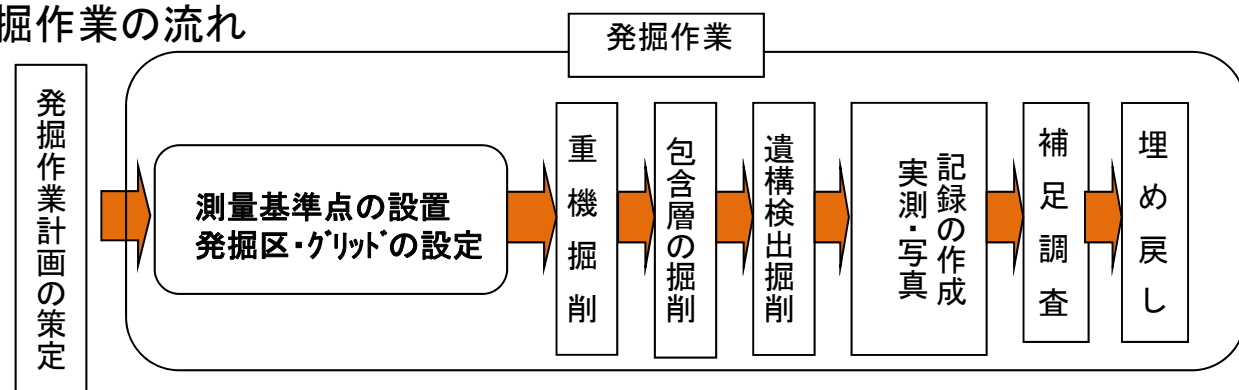 掘作業の流れ
発掘作業
発掘作業計画の策定
測量基準点の設置
発掘区・グリッドの設定
重機掘削
包含層の掘削
遺構検出掘削
記録の作成
実測・写真
補足調査
埋め戻し